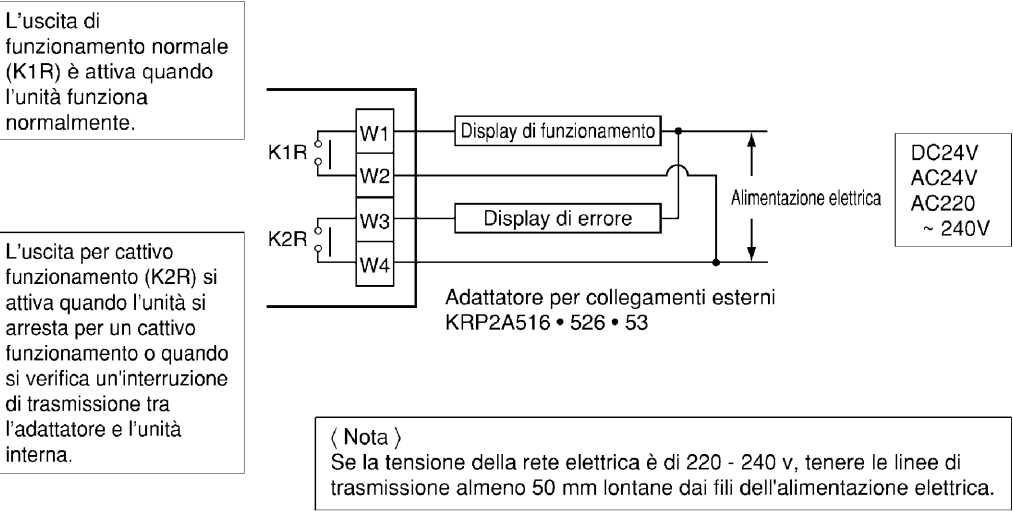 L'uscita di
funzionamento normale
(K1R) è attiva quando
l'unità funziona
normalmente.
K1R
W1
W2
Display di funzionamento
K2R
W3
W4
Display di errore
Alimentazione elettrica
DC24V
AC24V
AC220
~ 240V
L'uscita per cattivo
funzionamento (K2R) si
attiva quando l'unità si
arresta per un cattivo
funzionamento o quando
si verifica un'interruzione
di trasmissione tra
l'adattatore e l'unità
interna.
Adattatore per collegamenti esterni
KRP2A516 • 526 • 53
〈 Nota 〉
Se la tensione della rete elettrica è di 220 - 240 v, tenere le linee di
trasmissione almeno 50 mm lontane dai fili dell'alimentazione elettrica.